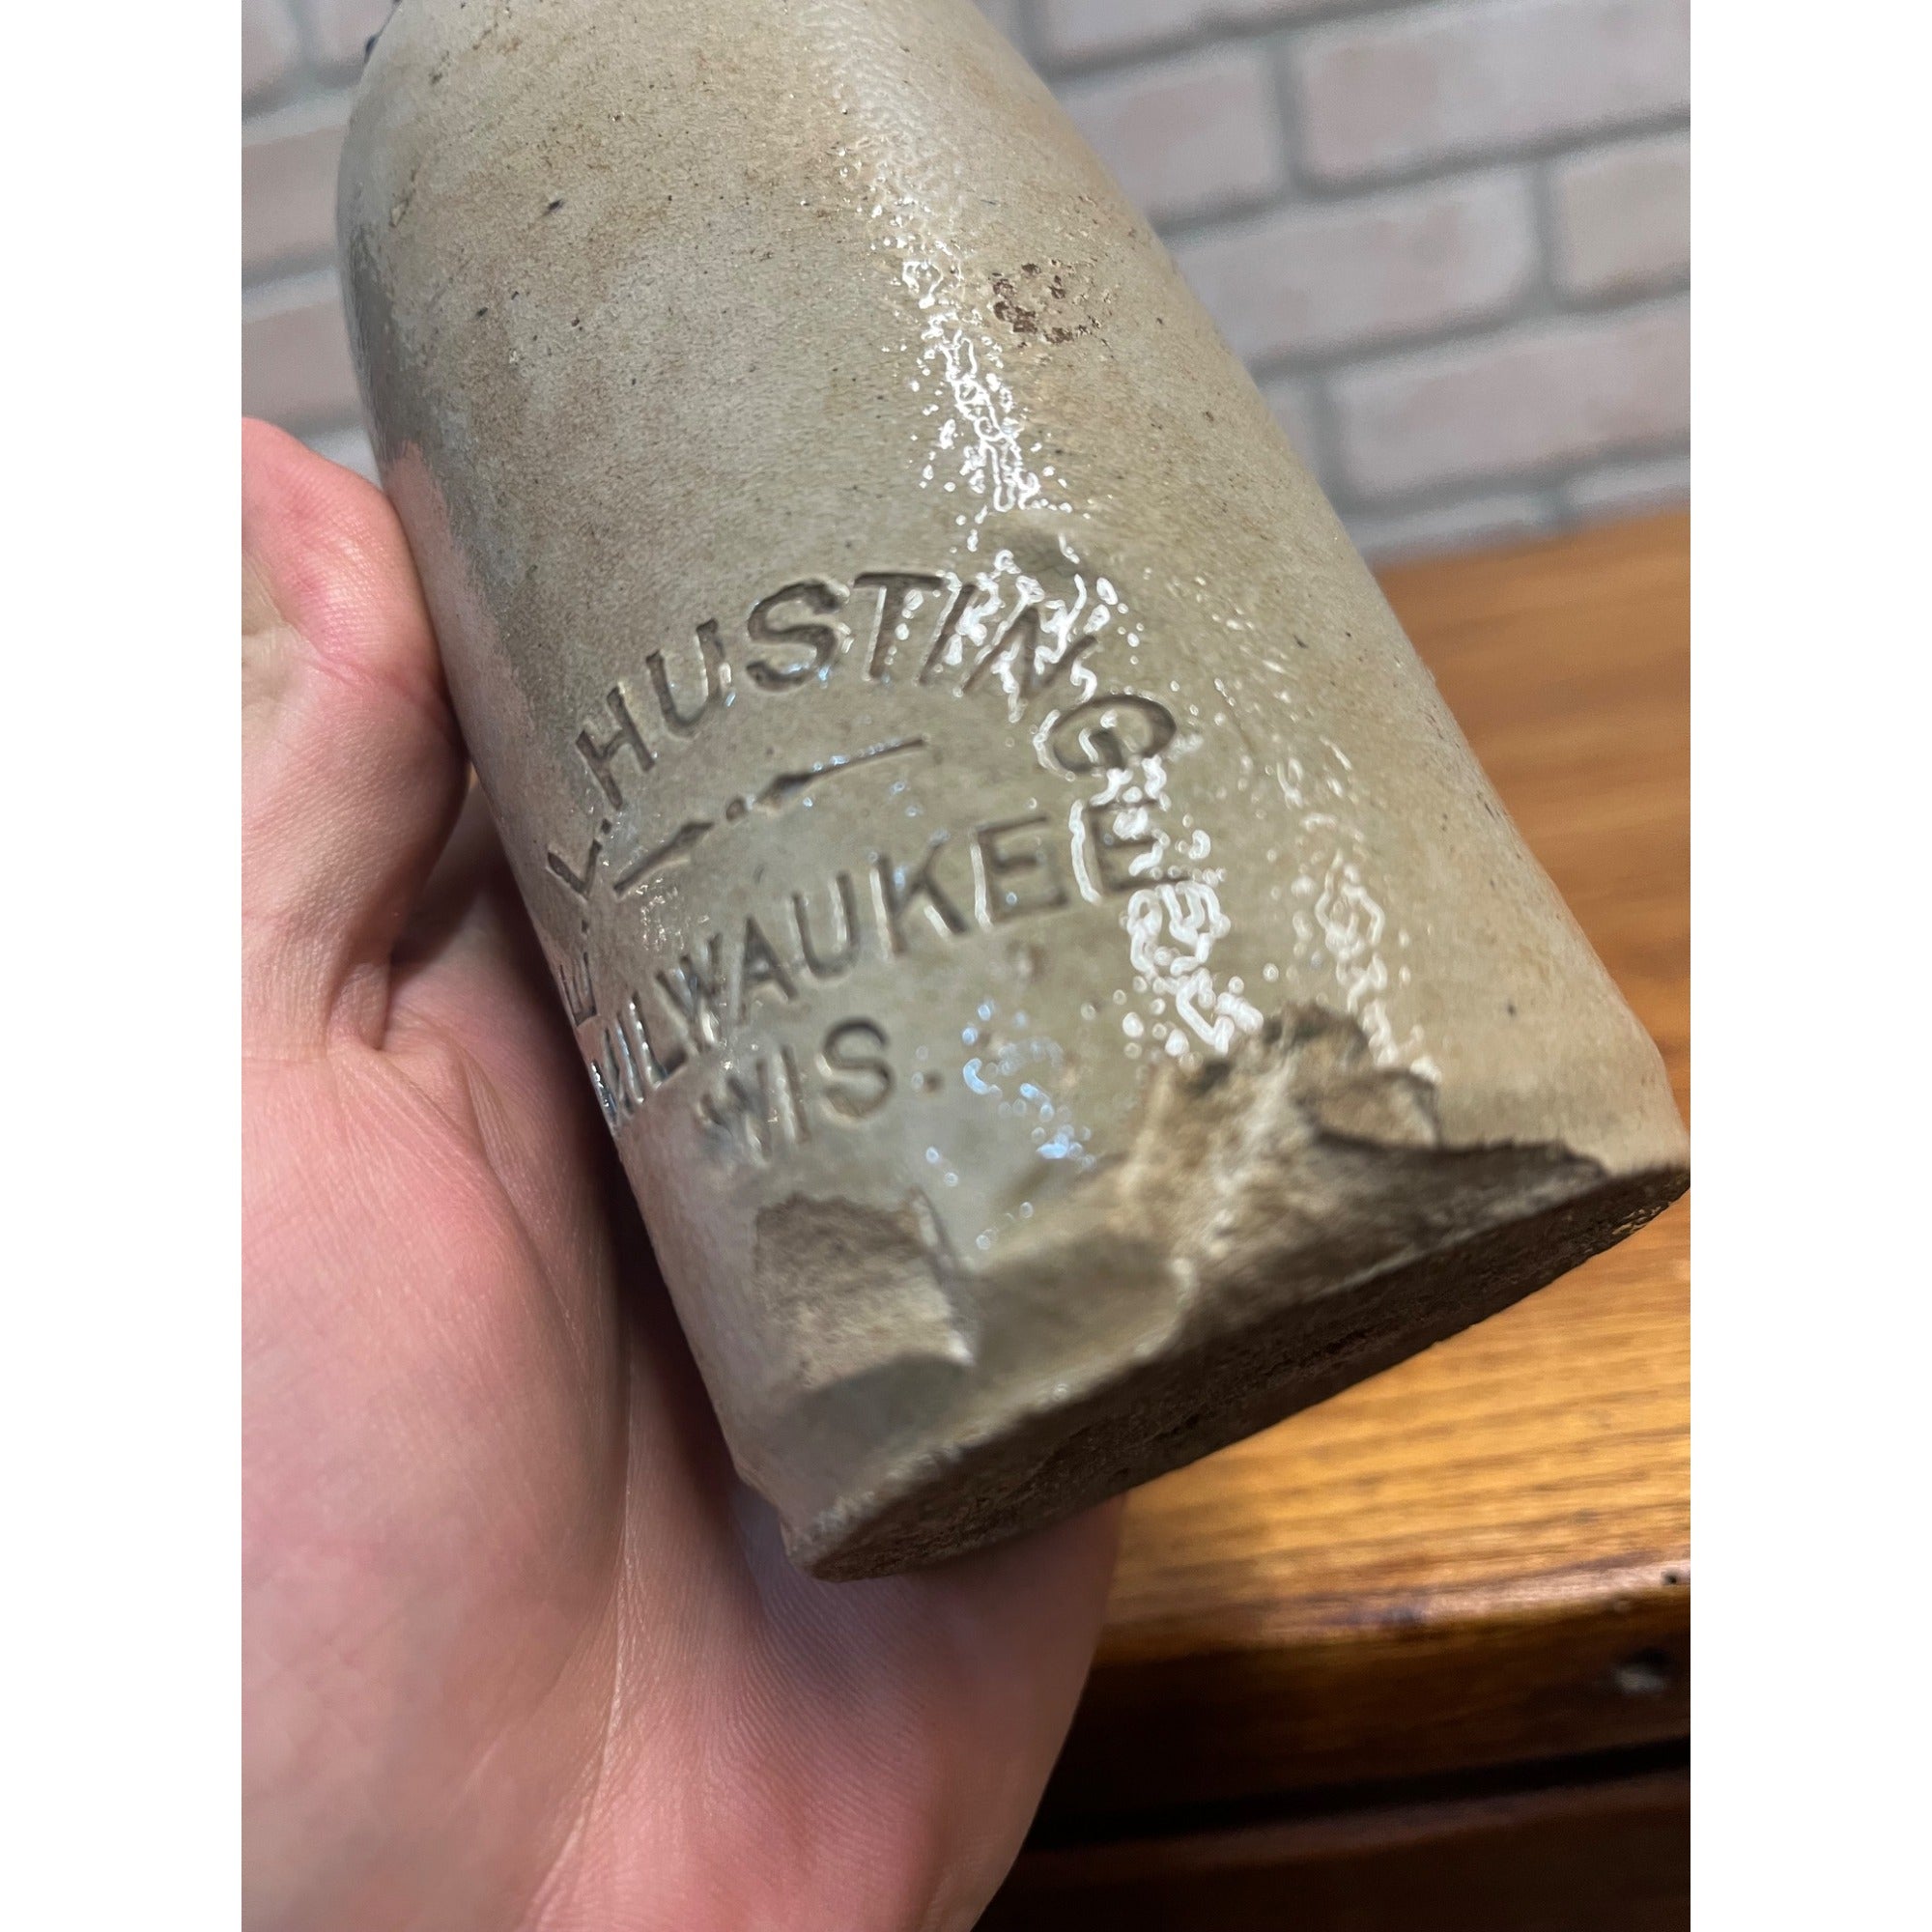 E. L. HUSTING
MILWAUKEE
WIS.